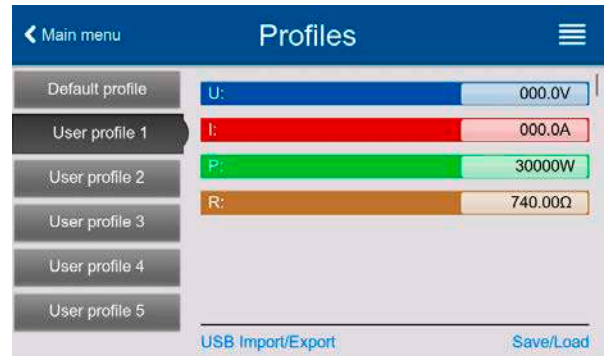 Main menu
Profiles
Default profile
User profile 1
User profile 2
User profile 3
User profile 4
User profile 5
U: 000.0V
I: 000.0A
P: 30000W
R: 740.00Ω
USB Import/Export
Save/Load